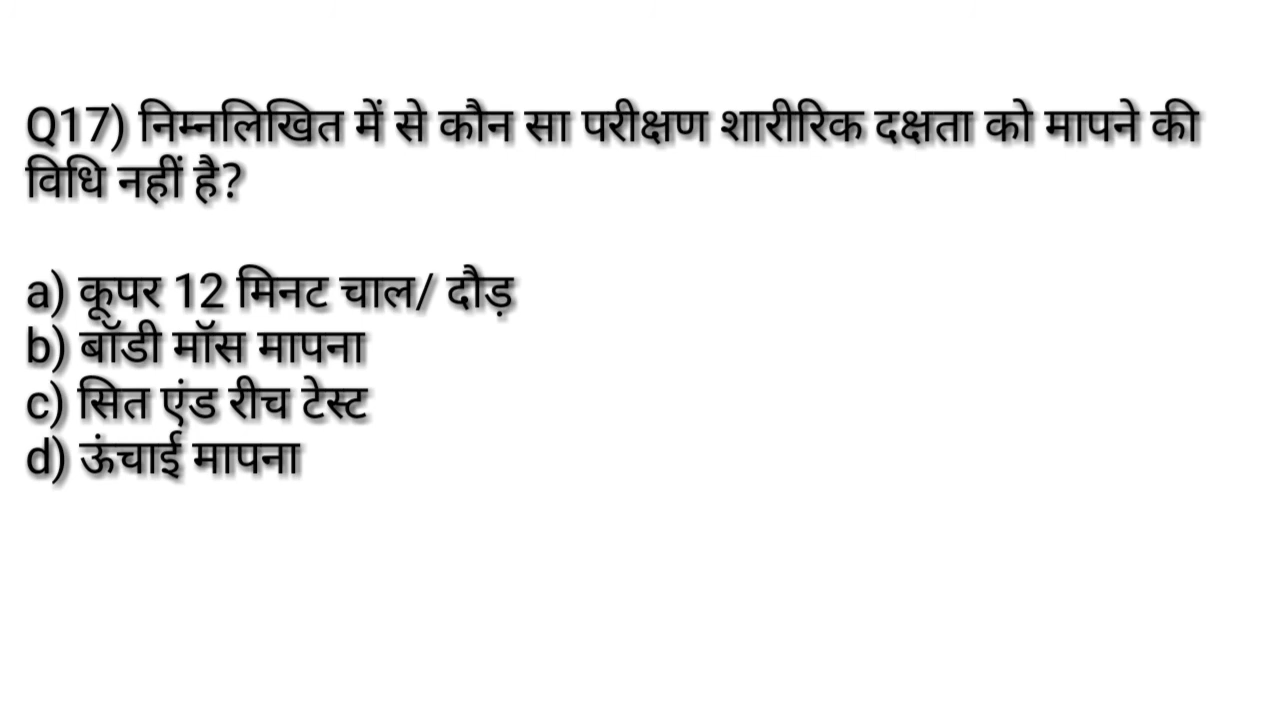 Q17) निम्नलिखित में से कौन सा परीक्षण शारीरिक दक्षता को मापने की
विधि नहीं है?
a) कूपर 12 मिनट चाल/ दौड़
b) बॉडी मॉस मापना
c) सित एंड रीच टेस्ट
d) ऊंचाई मापना